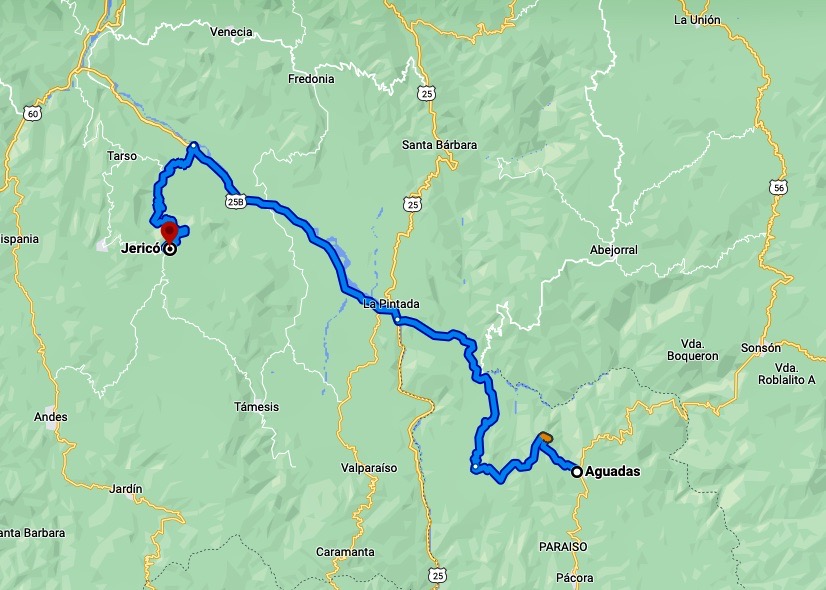 La Unión
Venecia
Fredonia
25
60
Santa Bárbara
Tarso
56
25B
25
ispania
Jericó
Abejorral
La Pintada
Vda.
Boqueron
Sonsón
Vda.
Roblalito A
Támesis
Andes
Valparaíso
Aguadas
Jardín
anta Barbara
Caramanta
PARAISO
25
Pácora